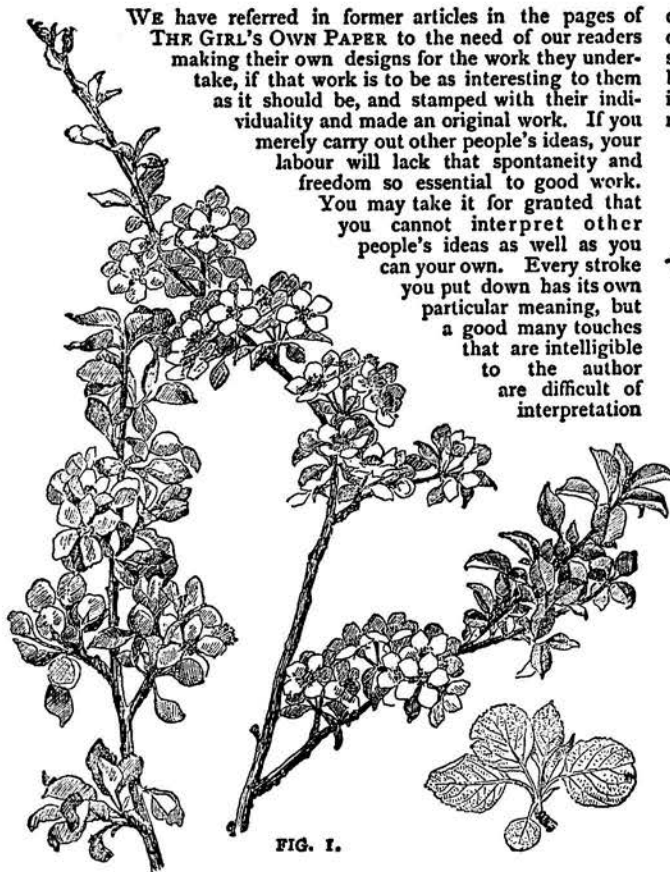 WE have referred in former articles in the pages of
THE GIRL'S OWN PAPER to the need of our readers
making their own designs for the work they under-
take, if that work is to be as interesting to them
as it should be, and stamped with their indi-
viduality and made an original work. If you
merely carry out other people's ideas, your
labour will lack that spontaneity and
freedom so essential to good work.
You may take it for granted that
you cannot interpret other
people's ideas as well as you
can your own. Every stroke
you put down has its own
particular meaning, but
a good many touches
that are intelligible
to the author
are difficult of
interpretation
FIG. 1.